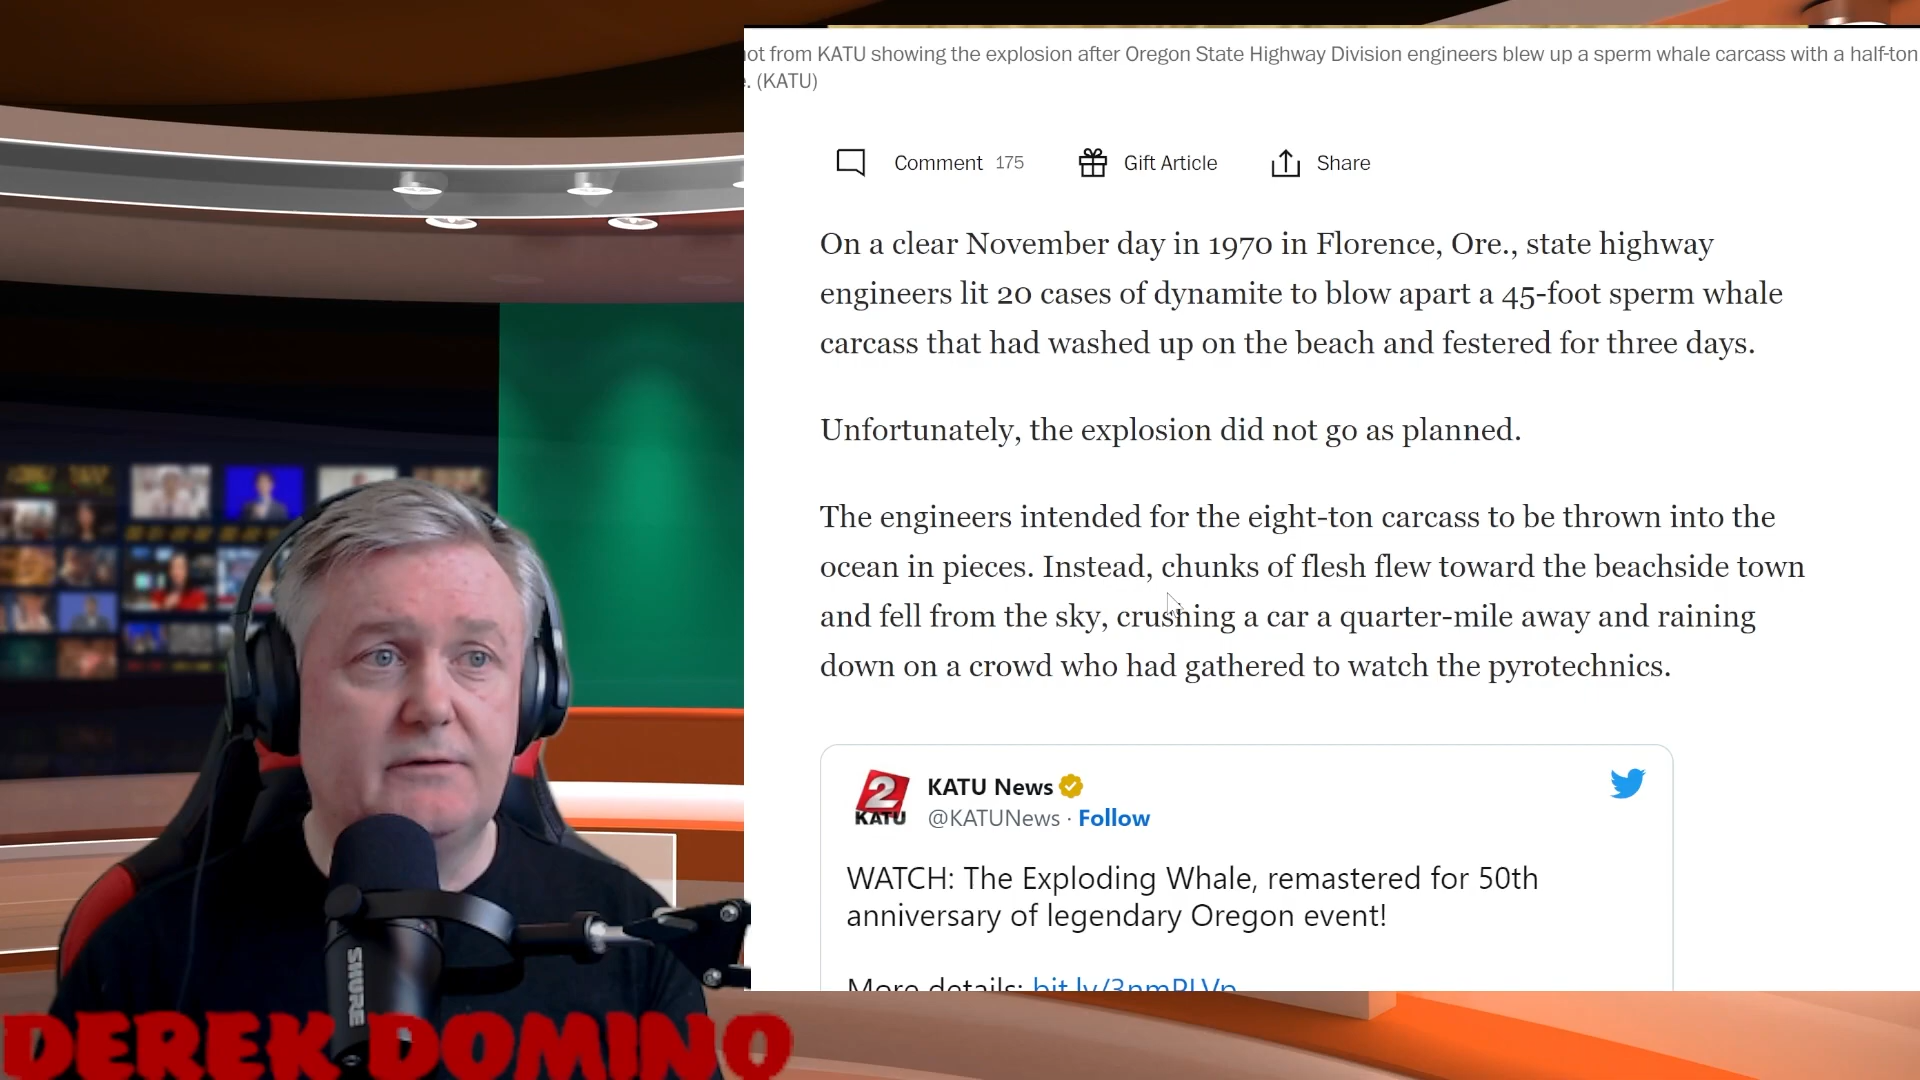 ot from KATU showing the explosion after Oregon State Highway Division engineers blew up a sperm whale carcass with a half-ton
. (KATU)
Comment 175 Gift Article Share
On a clear November day in 1970 in Florence, Ore., state highway
engineers lit 20 cases of dynamite to blow apart a 45-foot sperm whale
carcass that had washed up on the beach and festered for three days.
Unfortunately, the explosion did not go as planned.
The engineers intended for the eight-ton carcass to be thrown into the
ocean in pieces. Instead, chunks of flesh flew toward the beachside town
and fell from the sky, crushing a car a quarter-mile away and raining
down on a crowd who had gathered to watch the pyrotechnics.
2
KATU
KATU News
@KATUNews · Follow
WATCH: The Exploding Whale, remastered for 50th
anniversary of legendary Oregon event!
More details:
SHURE
DEREK DOMINO